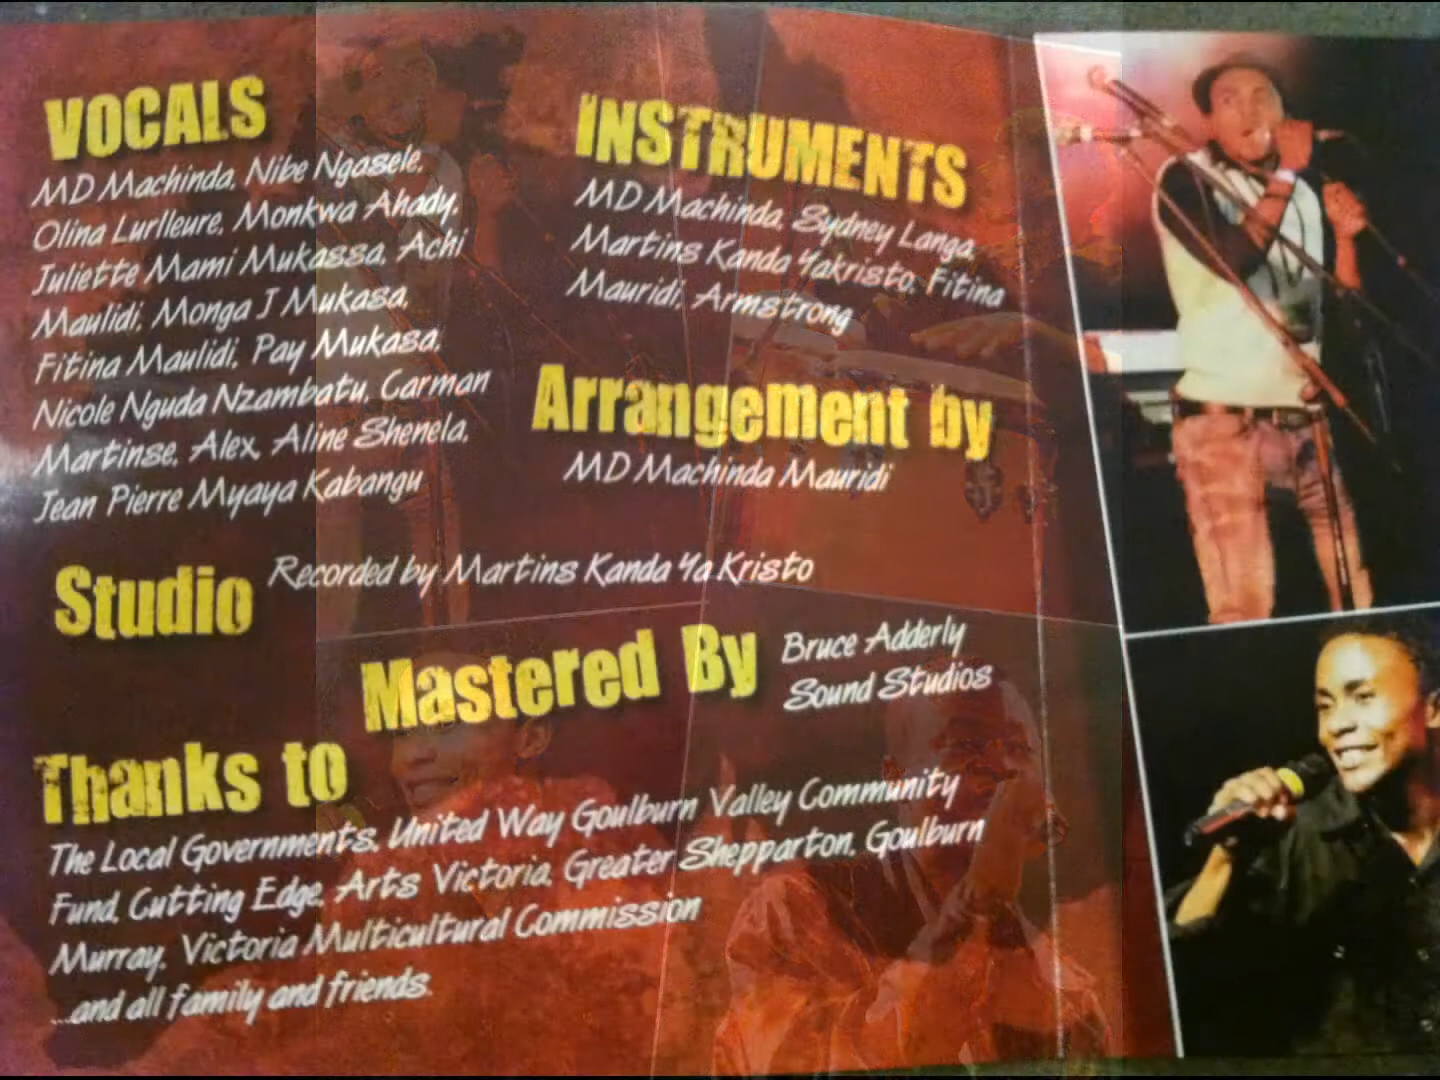 VOCALS
MD Machinda, Nibe Ngasele,
Olina Lurlleure, Monkwa Ahady,
Juliette Mami Mukassa, Achi
Maulidi, Monga J Mukasa,
Fitina Maulidi, Pay Mukasa,
Nicole Nguda Nzambatu, Carman
Martinse, Alex, Aline Shenela,
Jean Pierre Myaya Kabangu
INSTRUMENTS
MD Machinda, Sydney Langa,
Martins Kanda Yakristo, Fitina
Mauridi, Armstrong
Arrangement by
MD Machinda Mauridi
Studio
Recorded by Martins Kanda Ya Kristo
Mastered By
Bruce Adderly
Sound Studios
Thanks to
The Local Governments, United Way Goulburn Valley Community
Fund, Cutting Edge, Arts Victoria, Greater Shepparton, Goulburn
Murray, Victoria Multicultural Commission
...and all family and friends.